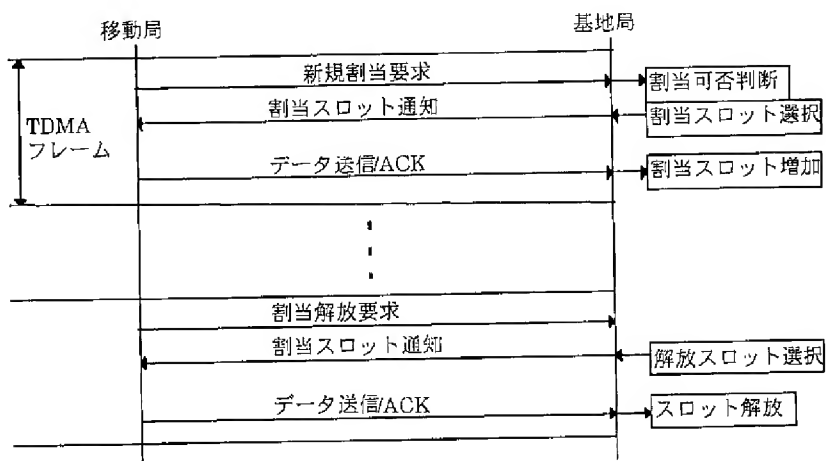 移動局
基地局
新規割当要求
割当可否判断
割当スロット通知
割当スロット選択
TDMA
フレーム
データ送信/ACK
割当スロット増加
割当解放要求
割当スロット通知
解放スロット選択
データ送信/ACK
スロット解放